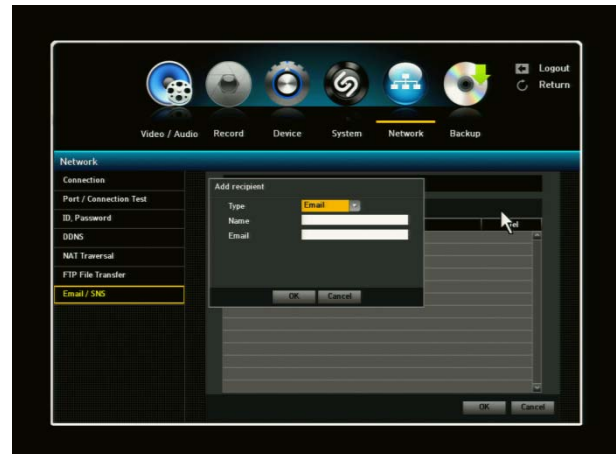 Logout
Return
Video / Audio Record Device System Network Backup
Network
Connection
Port / Connection Test
ID, Password
DDNS
NAT Traversal
FTP File Transfer
Email / SNS
Add recipient
Type Email
Name
Email
OK Cancel
OK Cancel